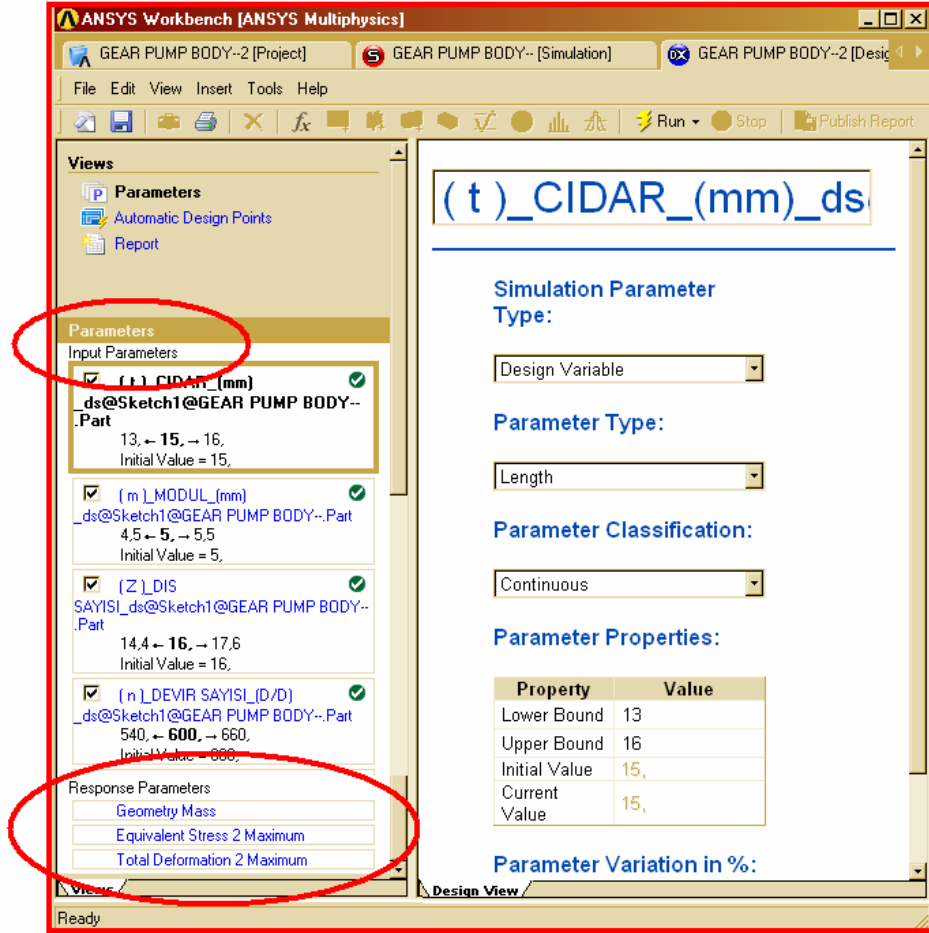 ANSYS Workbench [ANSYS Multiphysics]
GEAR PUMP BODY--2 [Project]
GEAR PUMP BODY-- [Simulation]
DX GEAR PUMP BODY--2 [Desig
File Edit View Insert Tools Help
fx Run Stop Publish Report
Views
P Parameters
Automatic Design Points
Report
Parameters
Input Parameters
( t )_CIDAR_(mm)
_ds@Sketch1@GEAR PUMP BODY--
.Part
13, ← 15, → 16,
Initial Value = 15,
( m )_MODUL_(mm)
_ds@Sketch1@GEAR PUMP BODY--.Part
4,5 ← 5, → 5,5
Initial Value = 5,
( Z )_DIS
SAYISI_ds@Sketch1@GEAR PUMP BODY--
.Part
14,4 ← 16, → 17,6
Initial Value = 16,
( n )_DEVIR SAYISI_(D/D)
_ds@Sketch1@GEAR PUMP BODY--.Part
540, ← 600, → 660,
Initial Value = 600,
Response Parameters
Geometry Mass
Equivalent Stress 2 Maximum
Total Deformation 2 Maximum
Views
( t )_CIDAR_(mm)_ds
Simulation Parameter
Type:
Design Variable
Parameter Type:
Length
Parameter Classification:
Continuous
Parameter Properties:
Property Value
Lower Bound 13
Upper Bound 16
Initial Value 15,
Current
Value 15,
Parameter Variation in %:
Design View
Ready